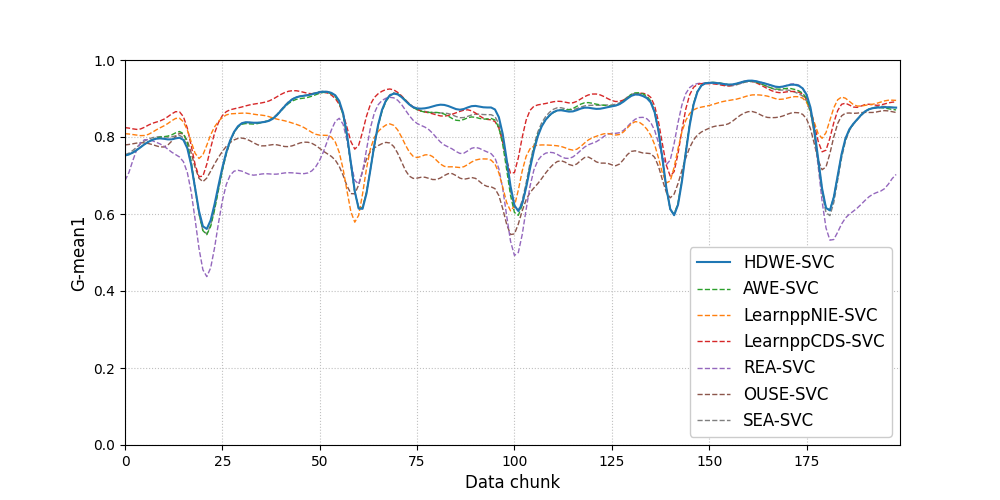 1.0
0.8
0.6
0.4
0.2
0.0
G-mean1
0 25 50 75 100 125 150 175
Data chunk
HDWE-SVC
AWE-SVC
LearnppNIE-SVC
LearnppCDS-SVC
REA-SVC
OUSE-SVC
SEA-SVC